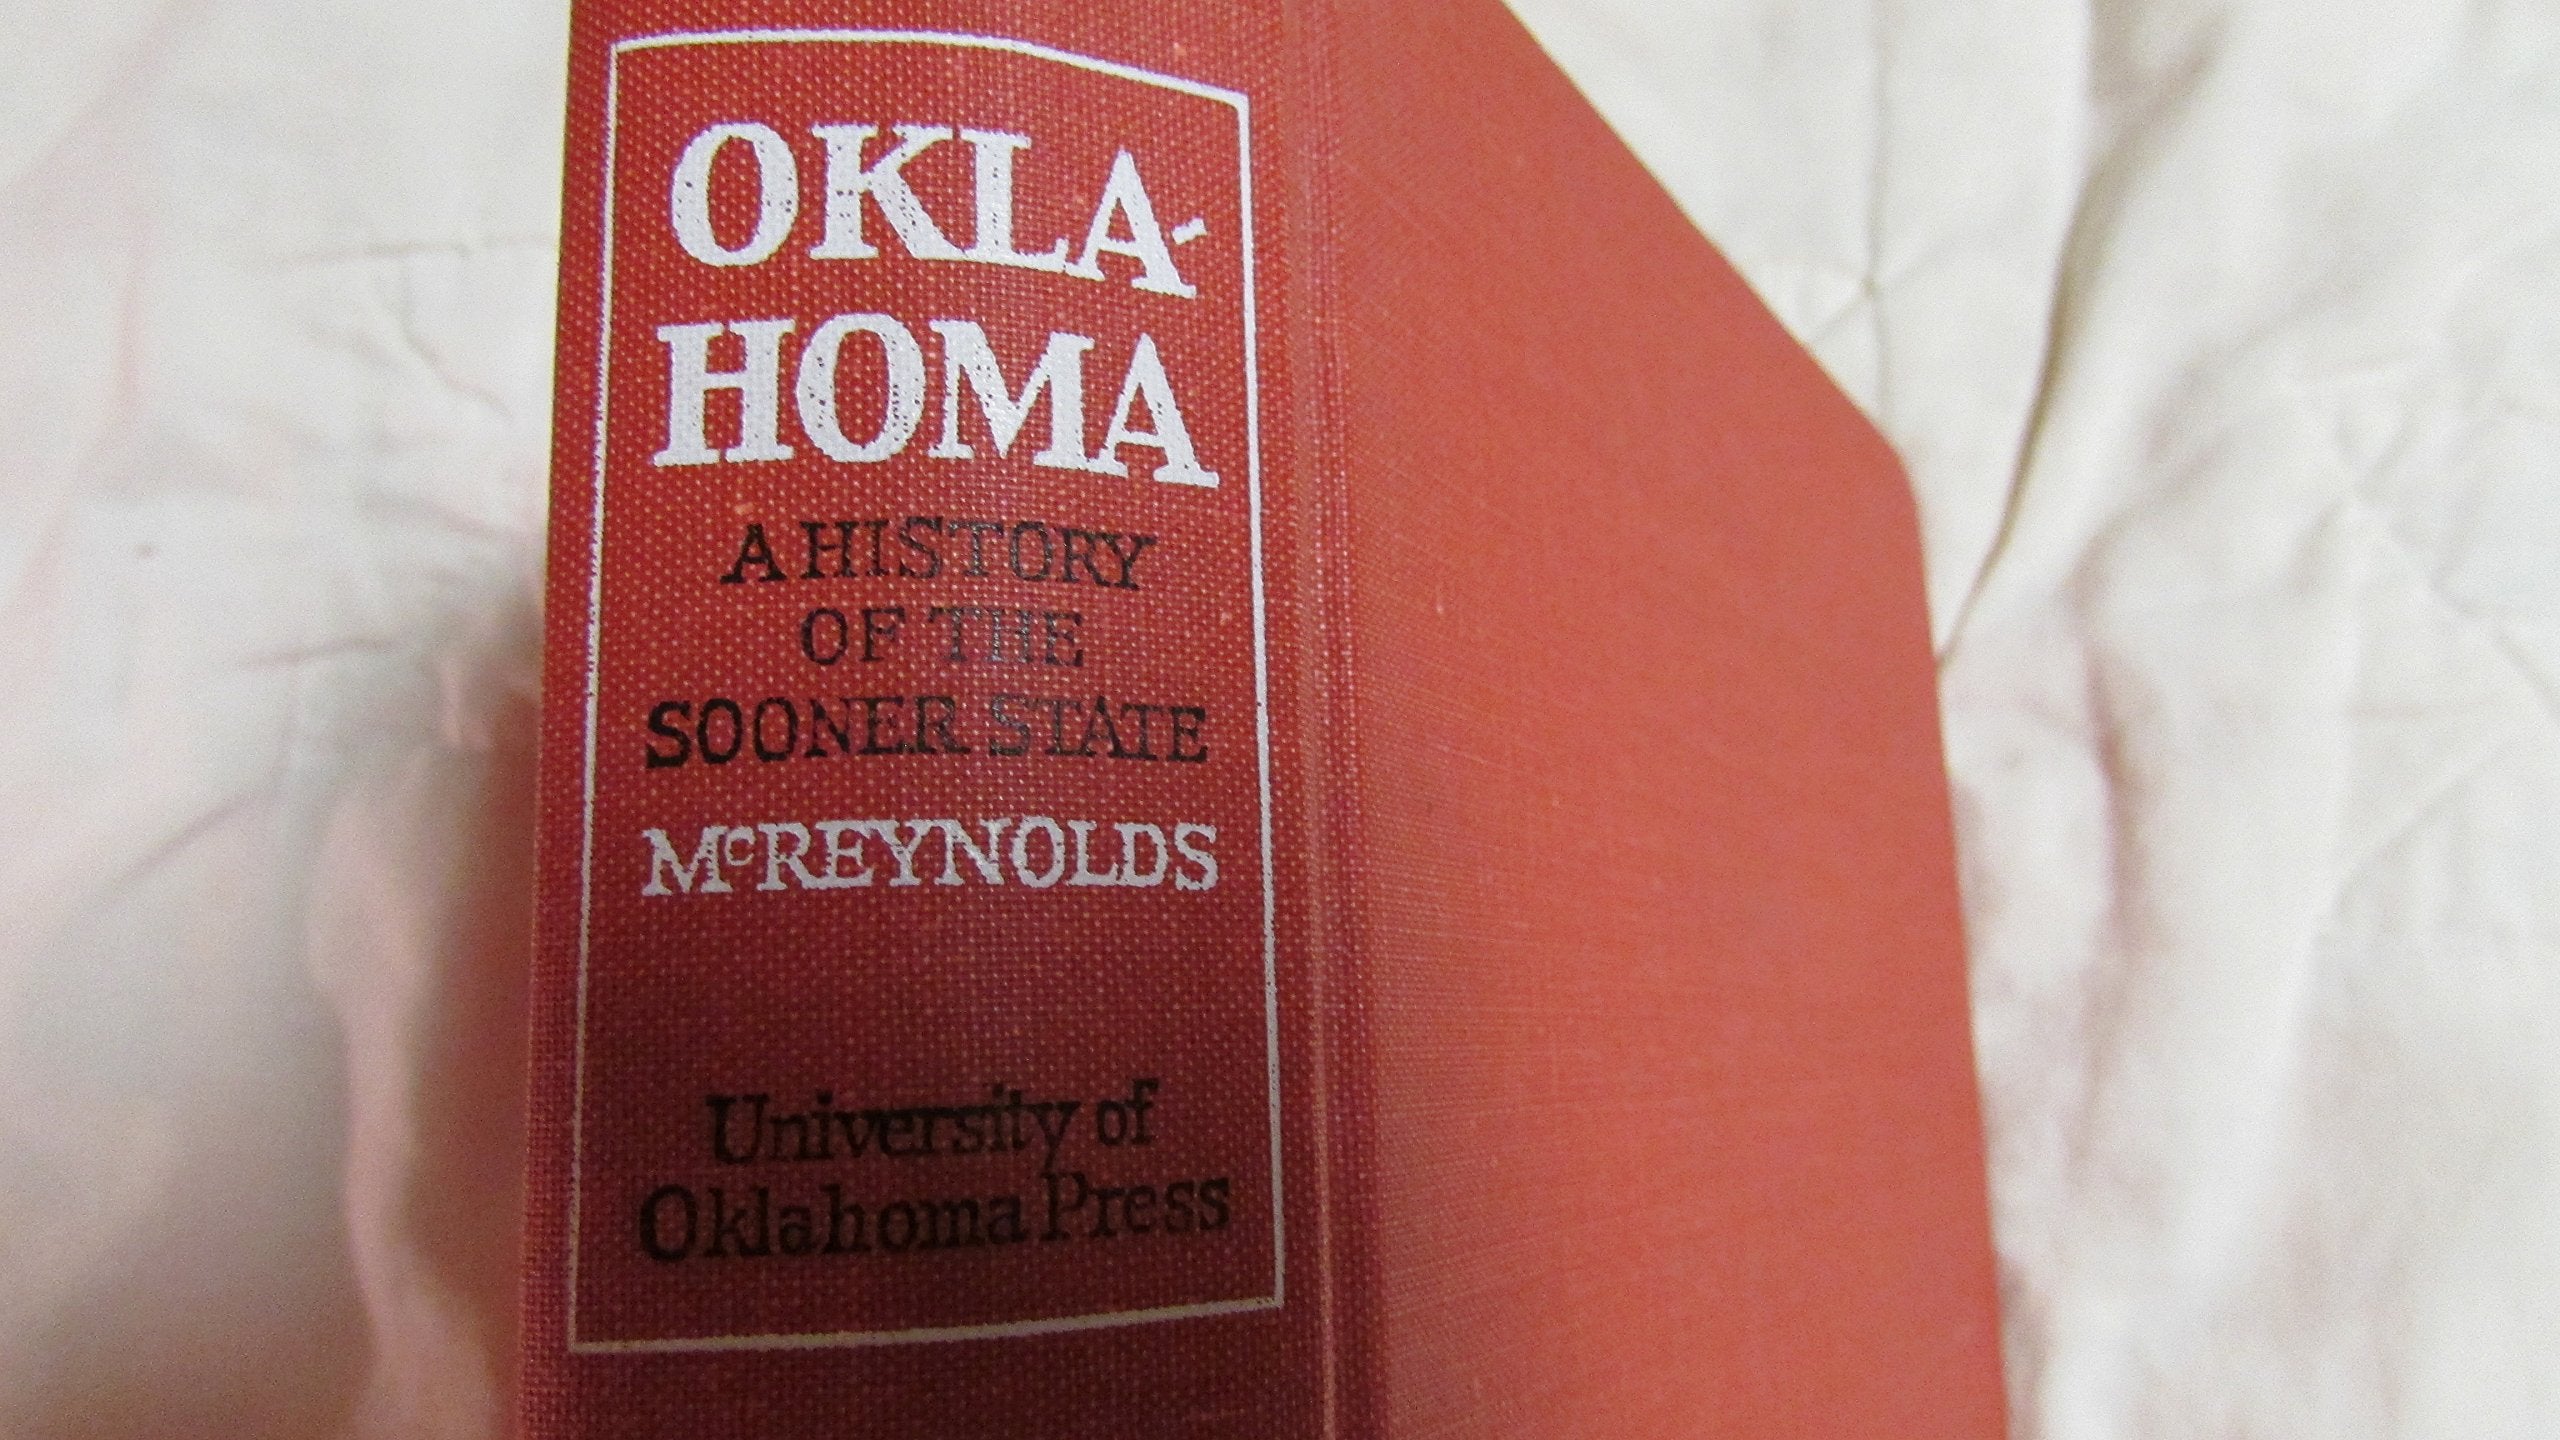 OKLA-
HOMA
A HISTORY
OF THE
SOONER STATE
McREYNOLDS
University of
Oklahoma Press